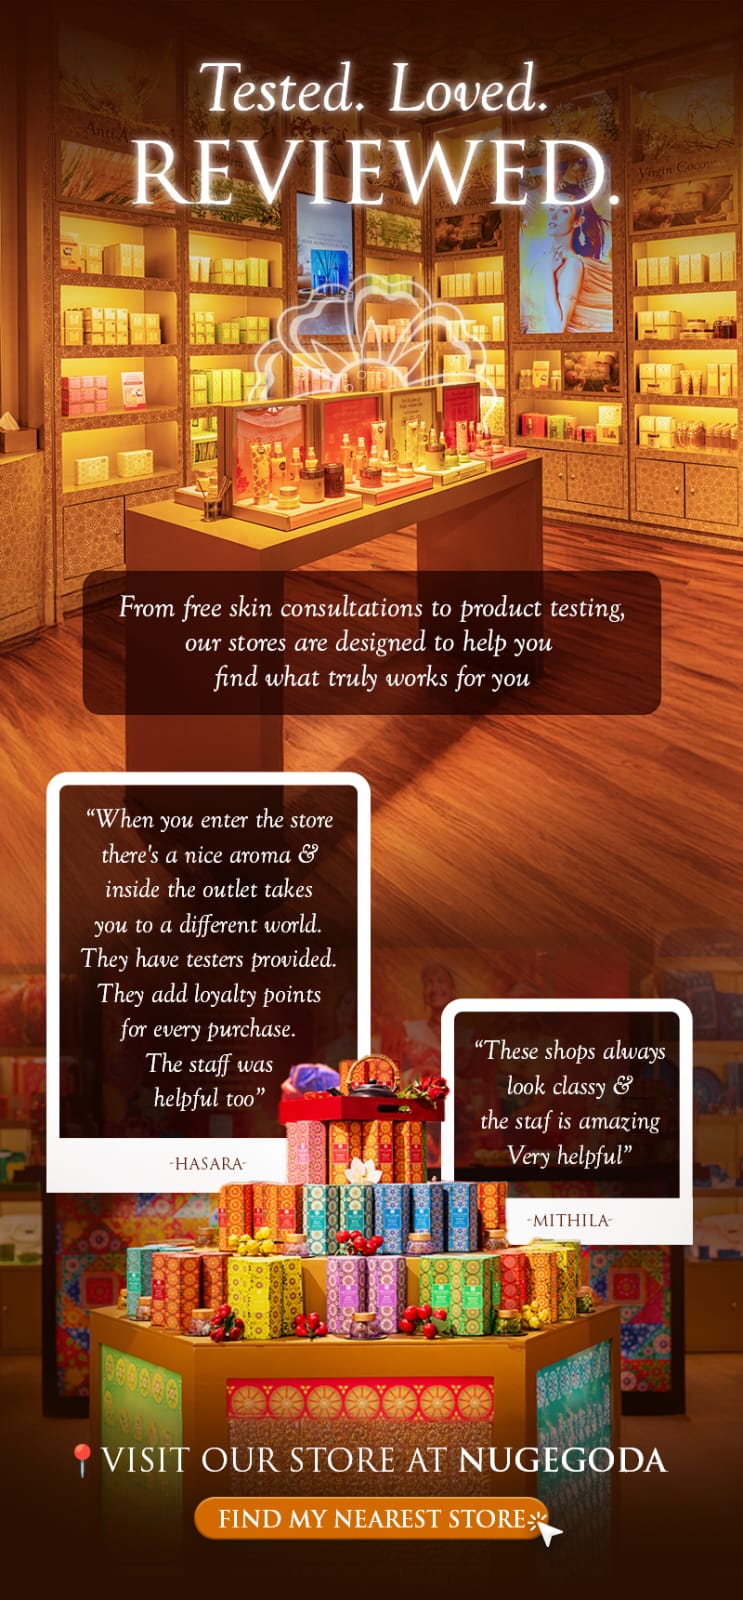 Tested. Loved.
REVIEWED.
Virgin Coconut
From free skin consultations to product testing,
our stores are designed to help you
find what truly works for you
“When you enter the store
there's a nice aroma &
inside the outlet takes
you to a different world.
They have testers provided.
They add loyalty points
for every purchase.
The staff was
helpful too”
-HASARA-
“These shops always
look classy &
the staf is amazing
Very helpful”
-MITHILA-
VISIT OUR STORE AT NUGEGODA
FIND MY NEAREST STORE